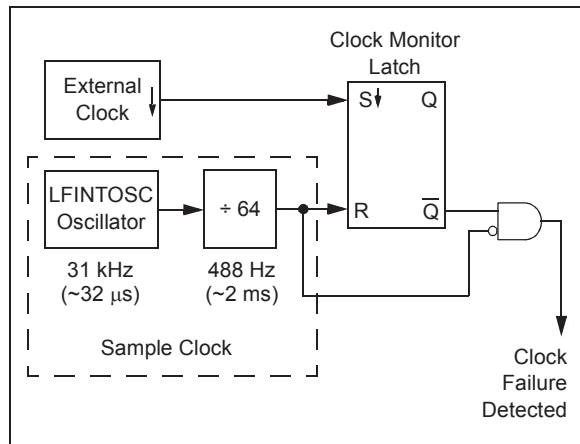 Clock Monitor
Latch
External
Clock
S
Q
LFINTOSC
Oscillator
÷ 64
R
Q
31 kHz
(~32 μs)
488 Hz
(~2 ms)
Sample Clock
Clock
Failure
Detected